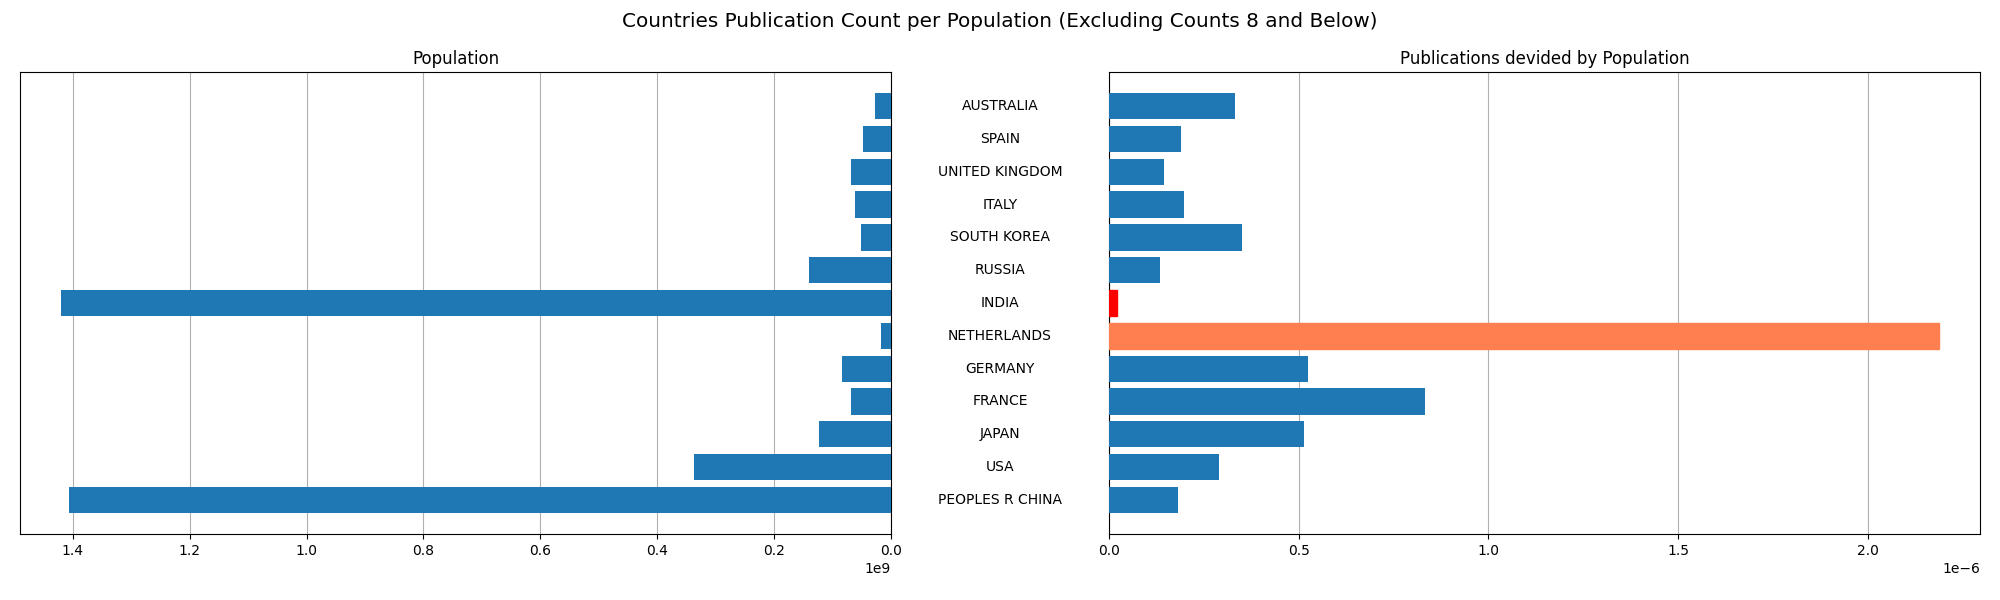 Countries Publication Count per Population (Excluding Counts 8 and Below)
Population
Publications devided by Population
AUSTRALIA
SPAIN
UNITED KINGDOM
ITALY
SOUTH KOREA
RUSSIA
INDIA
NETHERLANDS
GERMANY
FRANCE
JAPAN
USA
PEOPLES R CHINA
1.4 1.2 1.0 0.8 0.6 0.4 0.2 0.0
1e9
0.0 0.5 1.0 1.5 2.0
1e−6